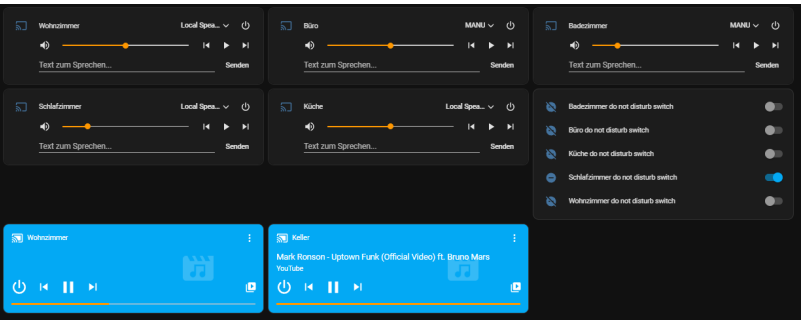 Wohnzimmer Local Spea...
Text zum Sprechen... Senden
Büro MANU
Text zum Sprechen... Senden
Badezimmer MANU
Text zum Sprechen... Senden
Schlafzimmer Local Spea...
Text zum Sprechen... Senden
Küche Local Spea...
Text zum Sprechen... Senden
Badezimmer do not disturb switch
Büro do not disturb switch
Küche do not disturb switch
Schlafzimmer do not disturb switch
Wohnzimmer do not disturb switch
Wohnzimmer
Keller
Mark Ronson - Uptown Funk (Official Video) ft. Bruno Mars
YouTube